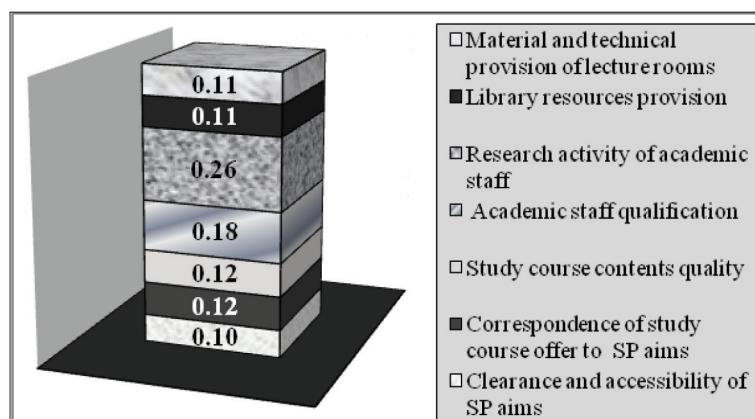 0.11
0.11
0.26
0.18
0.12
0.12
0.10
Material and technical
provision of lecture rooms
Library resources provision
Research activity of academic
staff
Academic staff qualification
Study course contents quality
Correspondence of study
course offer to SP aims
Clearance and accessibility of
SP aims